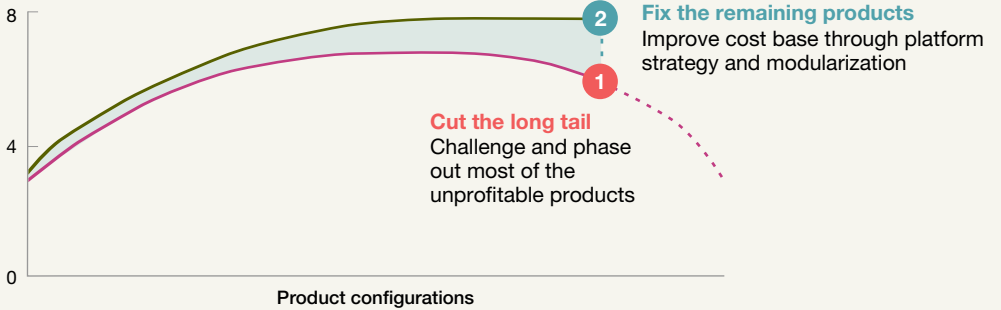 8
4
0
2
Fix the remaining products
Improve cost base through platform
strategy and modularization
1
Cut the long tail
Challenge and phase
out most of the
unprofitable products
Product configurations